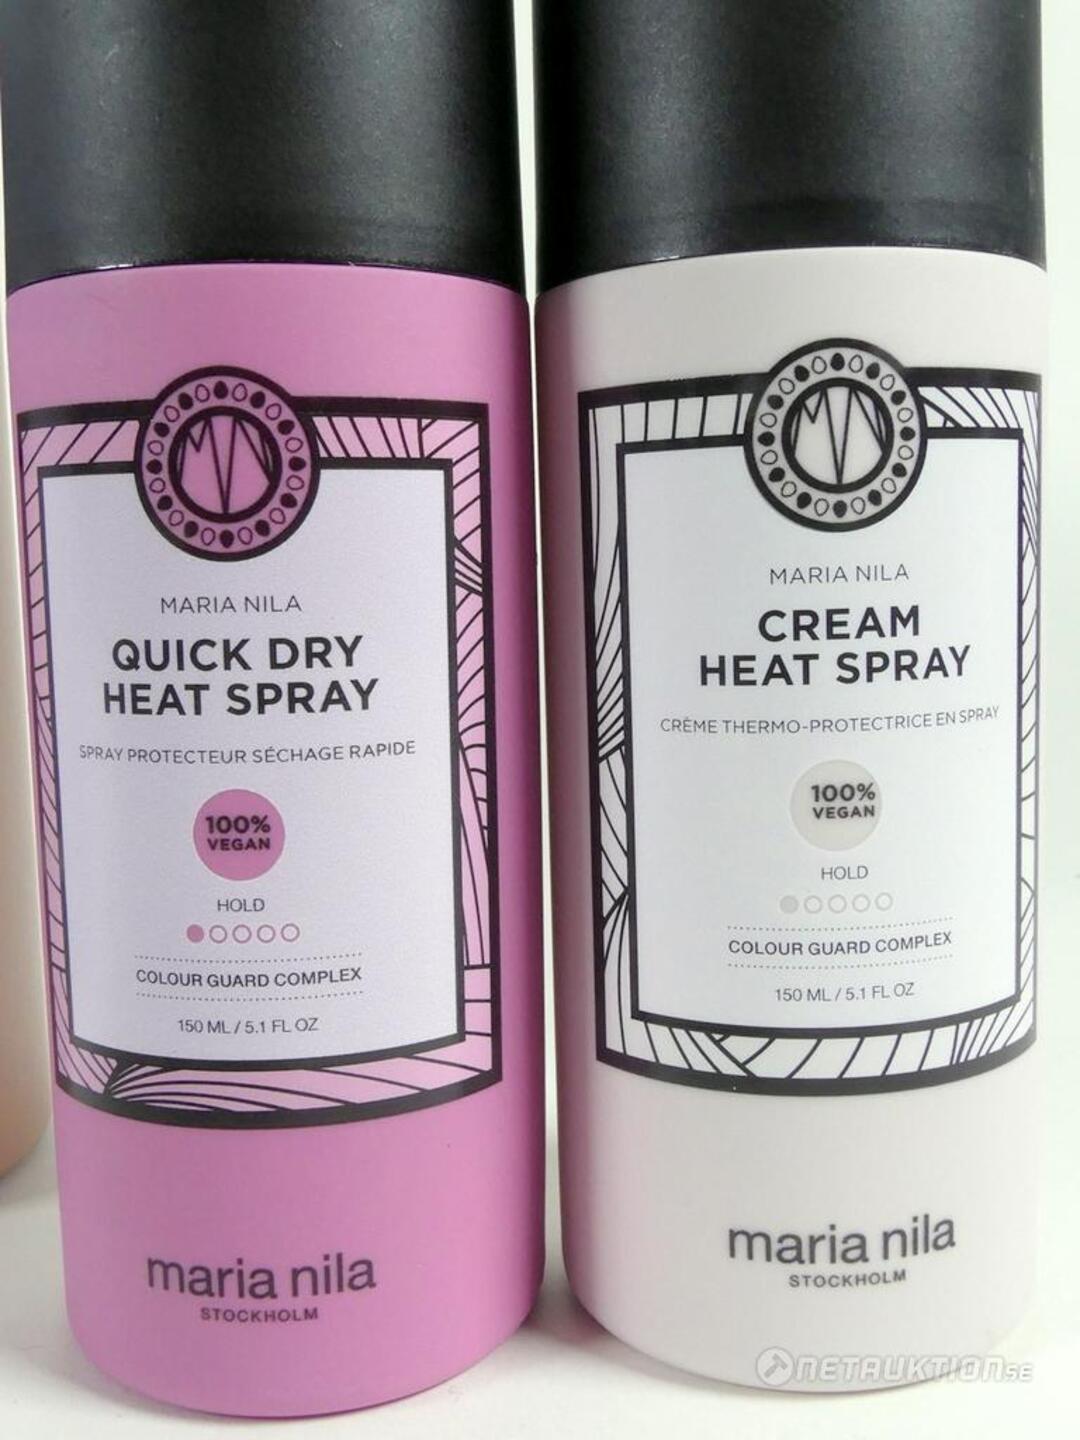 MN
MARIA NILA
QUICK DRY
HEAT SPRAY
SPRAY PROTECTEUR SÉCHAGE RAPIDE
100%
VEGAN
HOLD
COLOUR GUARD COMPLEX
150 ML / 5.1 FL OZ
maria nila
STOCKHOLM
MN
MARIA NILA
CREAM
HEAT SPRAY
CRÈME THERMO-PROTECTRICE EN SPRAY
100%
VEGAN
HOLD
COLOUR GUARD COMPLEX
150 ML / 5.1 FL OZ
maria nila
STOCKHOLM
NETAUKTION.SE